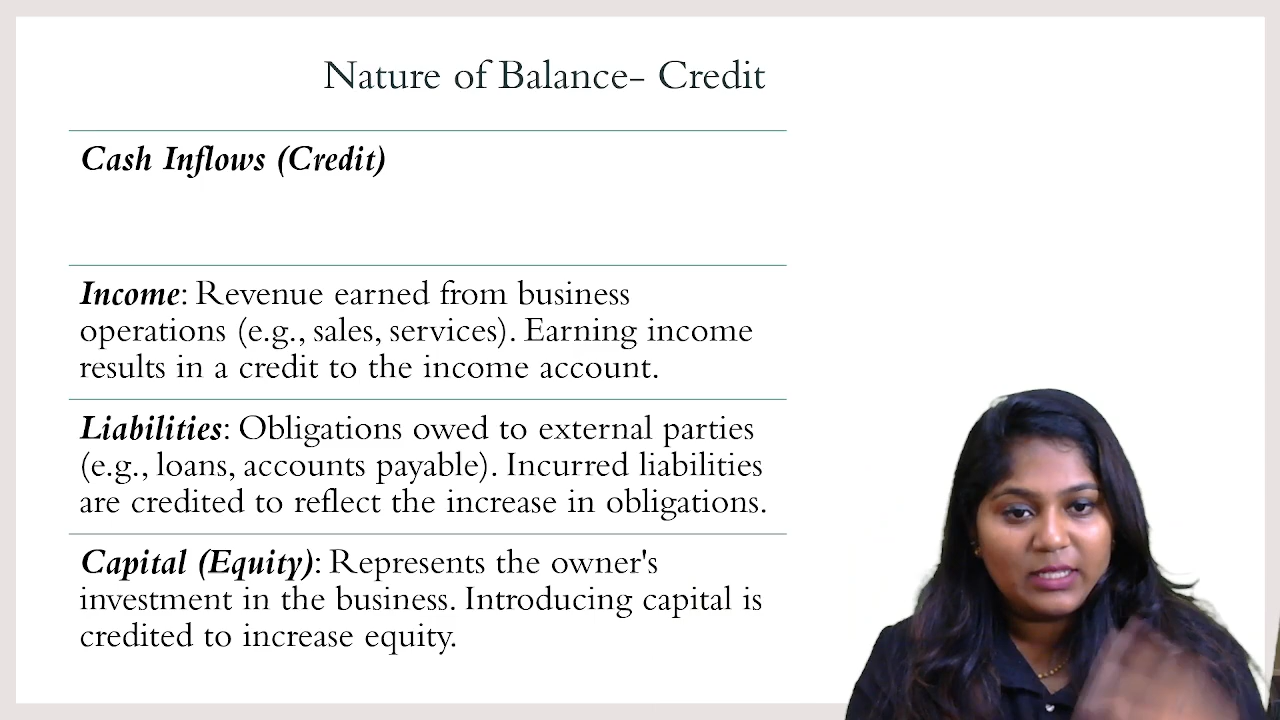 Nature of Balance- Credit
Cash Inflows (Credit)
Income: Revenue earned from business
operations (e.g., sales, services). Earning income
results in a credit to the income account.
Liabilities: Obligations owed to external parties
(e.g., loans, accounts payable). Incurred liabilities
are credited to reflect the increase in obligations.
Capital (Equity): Represents the owner's
investment in the business. Introducing capital is
credited to increase equity.